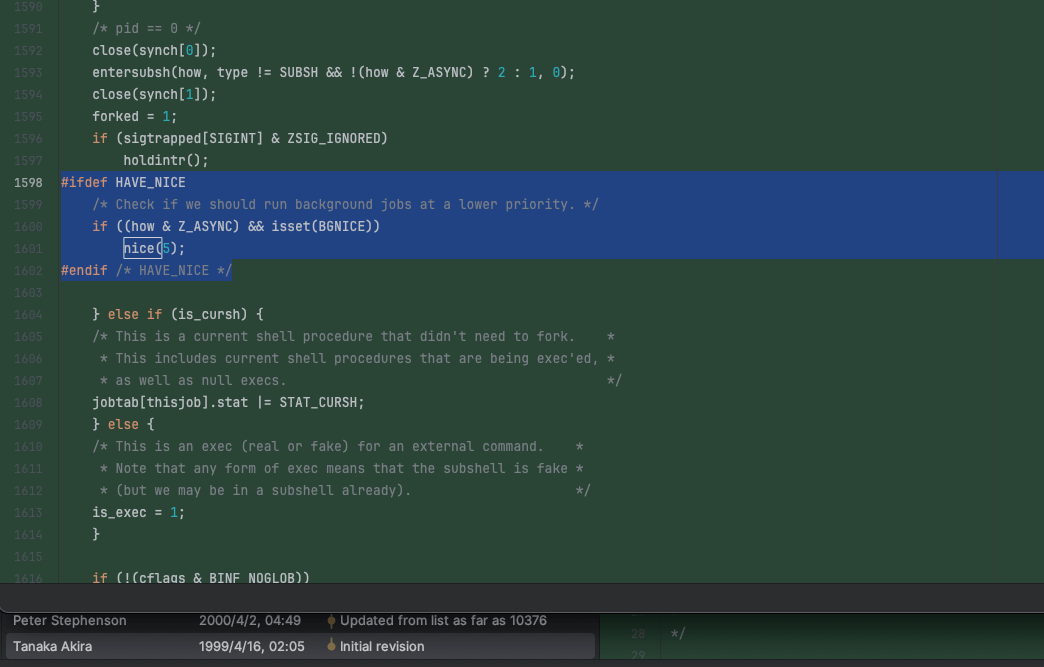 1590 }
1591 /* pid == 0 */
1592 close(synch[0]);
1593 entersubsh(how, type != SUBSH && !(how & Z_ASYNC) ? 2 : 1, 0);
1594 close(synch[1]);
1595 forked = 1;
1596 if (sigtrapped[SIGINT] & ZSIG_IGNORED)
1597 holdintr();
1598 #ifdef HAVE_NICE
1599 /* Check if we should run background jobs at a lower priority. */
1600 if ((how & Z_ASYNC) && isset(BGNICE))
1601 nice(5);
1602 #endif /* HAVE_NICE */
1603
1604 } else if (is_cursh) {
1605 /* This is a current shell procedure that didn't need to fork. *
1606 * This includes current shell procedures that are being exec'ed, *
1607 * as well as null execs. */
1608 jobtab[thisjob].stat |= STAT_CURSH;
1609 } else {
1610 /* This is an exec (real or fake) for an external command. *
1611 * Note that any form of exec means that the subshell is fake *
1612 * (but we may be in a subshell already). */
1613 is_exec = 1;
1614 }
1615
1616 if (!(cflags & BINF_NOGLOB))
Peter Stephenson 2000/4/2, 04:49 Updated from list as far as 10376
Tanaka Akira 1999/4/16, 02:05 Initial revision
28 */
29